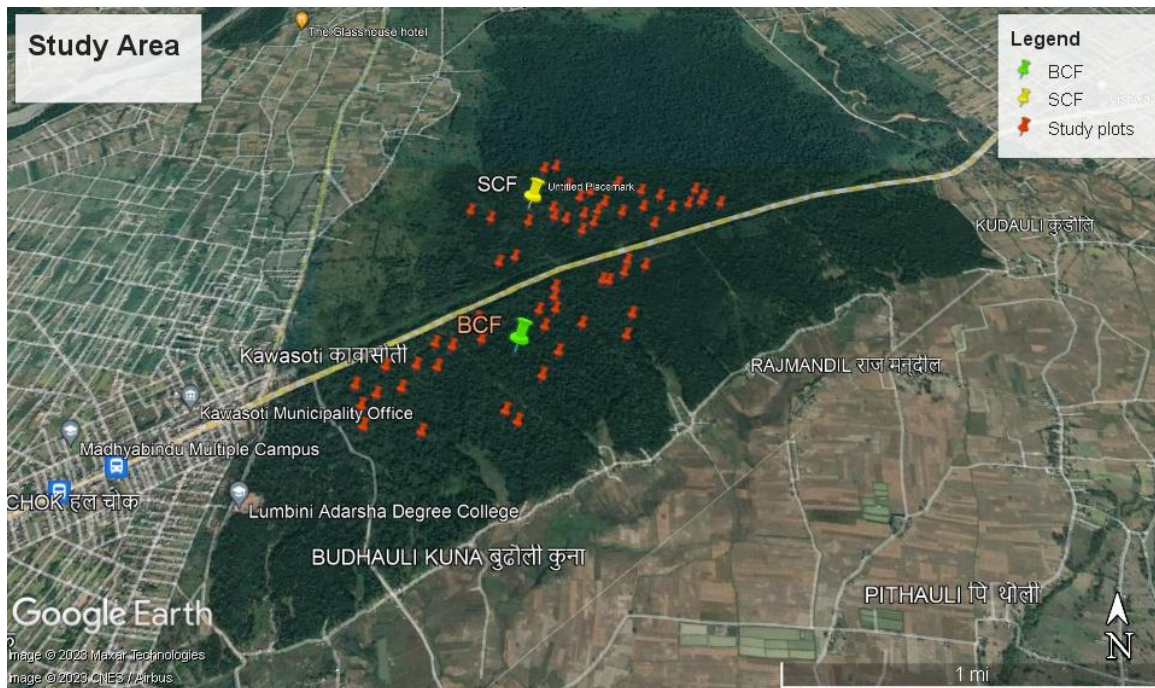 Study Area
The Glasshouse hotel
Legend
BCF
SCF
Study plots
SCF
Untitled Placemark
KUDAULI कुडौलि
BCF
Kawasoti कावासोती
RAJMANDIL राज मनदील
Kawasoti Municipality Office
Madhyabindu Multiple Campus
CHOK हल चोक
Lumbini Adarsha Degree College
BUDHAULI KUNA बुढौली कुना
PITHAULI पि थौली
Google Earth
N
Image © 2023 Maxar Technologies
Image © 2023 CNES / Airbus
1 mi